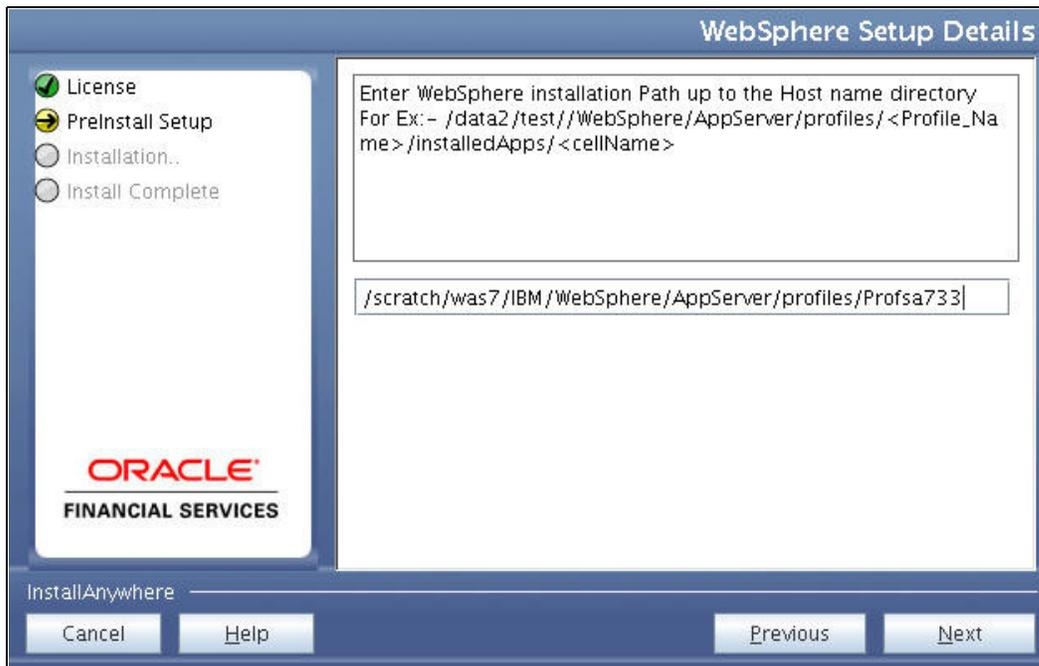 WebSphere Setup Details
License
PreInstall Setup
Installation..
Install Complete
ORACLE
FINANCIAL SERVICES
Enter WebSphere installation Path up to the Host name directory
For Ex:- /data2/test//WebSphere/AppServer/profiles/<Profile_Na
me>/installedApps/<cellName>
/scratch/was7/IBM/WebSphere/AppServer/profiles/Profsa733
InstallAnywhere
Cancel
Help
Previous
Next